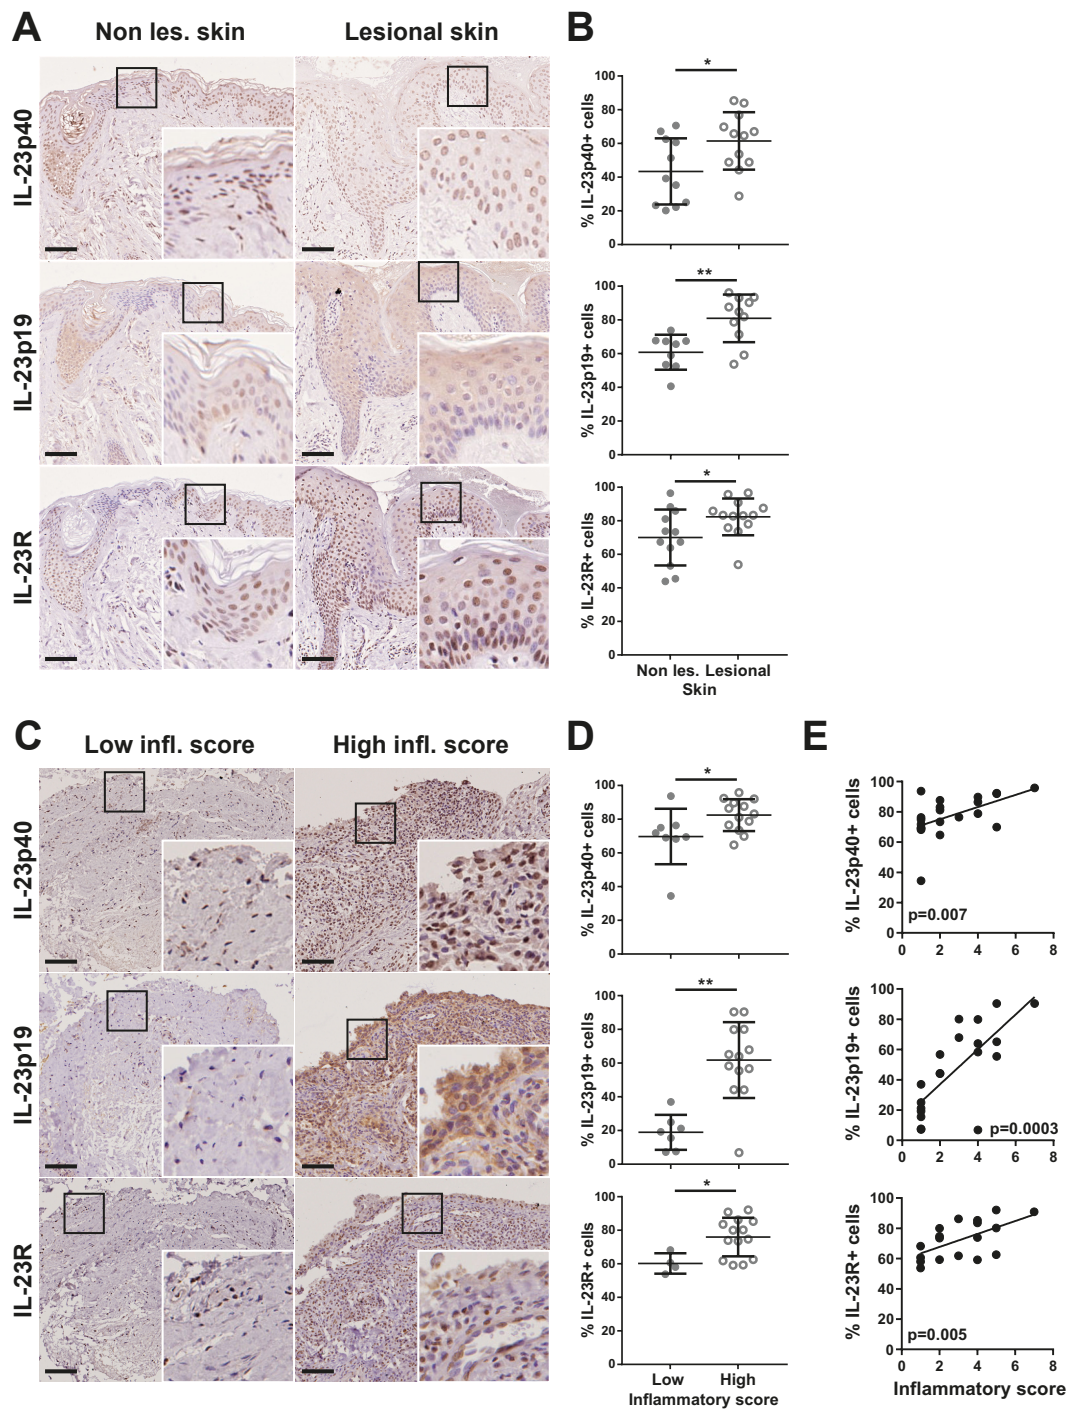 A
Non les. skin
Lesional skin
IL-23p40
IL-23p19
IL-23R
B
*
% IL-23p40+ cells
100
80
60
40
20
0
**
% IL-23p19+ cells
100
80
60
40
20
0
*
% IL-23R+ cells
100
80
60
40
20
0
Non les. Lesional
Skin
C
Low infl. score
High infl. score
IL-23p40
IL-23p19
IL-23R
D
*
% IL-23p40+ cells
100
80
60
40
20
0
**
% IL-23p19+ cells
100
80
60
40
20
0
*
% IL-23R+ cells
100
80
60
40
20
0
Low High
Inflammatory score
E
% IL-23p40+ cells
100
80
60
40
20
0
p=0.007
0 2 4 6 8
% IL-23p19+ cells
100
80
60
40
20
0
p=0.0003
0 2 4 6 8
% IL-23R+ cells
100
80
60
40
20
0
p=0.005
0 2 4 6 8
Inflammatory score